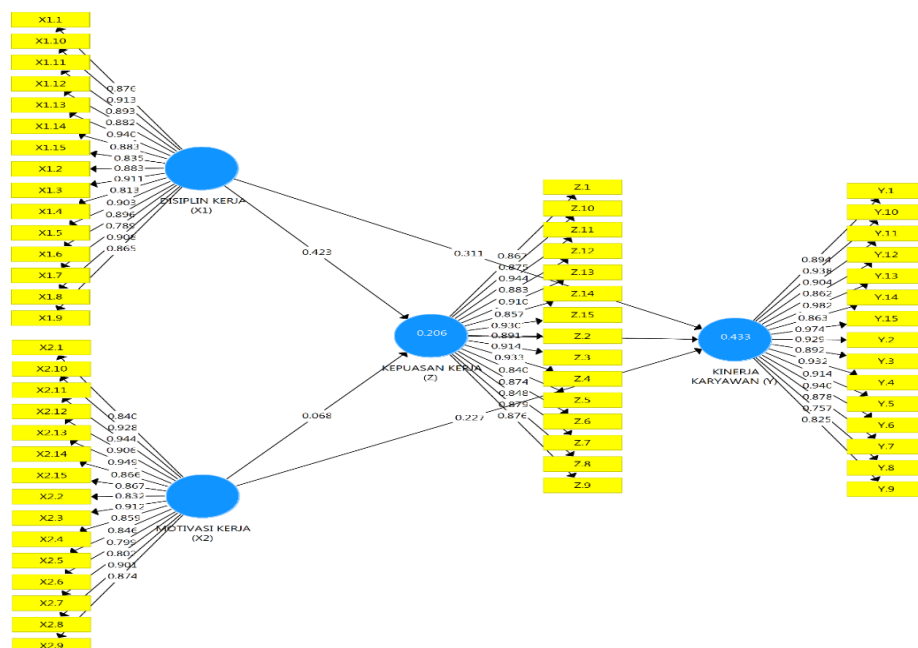 X1.1
X1.10
X1.11
X1.12
X1.13
X1.14
X1.15
X1.2
X1.3
X1.4
X1.5
X1.6
X1.7
X1.8
X1.9
0.876
0.913
0.893
0.882
0.940
0.883
0.835
0.883
0.911
0.813
0.903
0.896
0.789
0.908
0.865
DISIPLIN KERJA
(X1)
0.423
0.311
X2.1
X2.10
X2.11
X2.12
X2.13
X2.14
X2.15
X2.2
X2.3
X2.4
X2.5
X2.6
X2.7
X2.8
X2.9
0.840
0.928
0.944
0.906
0.949
0.866
0.867
0.832
0.912
0.859
0.846
0.799
0.802
0.901
0.874
MOTIVASI KERJA
(X2)
0.068
0.227
0.206
KEPUASAN KERJA
(Z)
0.867
0.875
0.944
0.883
0.910
0.857
0.930
0.891
0.914
0.933
0.840
0.874
0.848
0.879
0.876
Z.1
Z.10
Z.11
Z.12
Z.13
Z.14
Z.15
Z.2
Z.3
Z.4
Z.5
Z.6
Z.7
Z.8
Z.9
0.433
KINERJA
KARYAWAN (Y)
0.894
0.938
0.904
0.862
0.982
0.863
0.974
0.929
0.892
0.932
0.914
0.940
0.878
0.757
0.825
Y.1
Y.10
Y.11
Y.12
Y.13
Y.14
Y.15
Y.2
Y.3
Y.4
Y.5
Y.6
Y.7
Y.8
Y.9